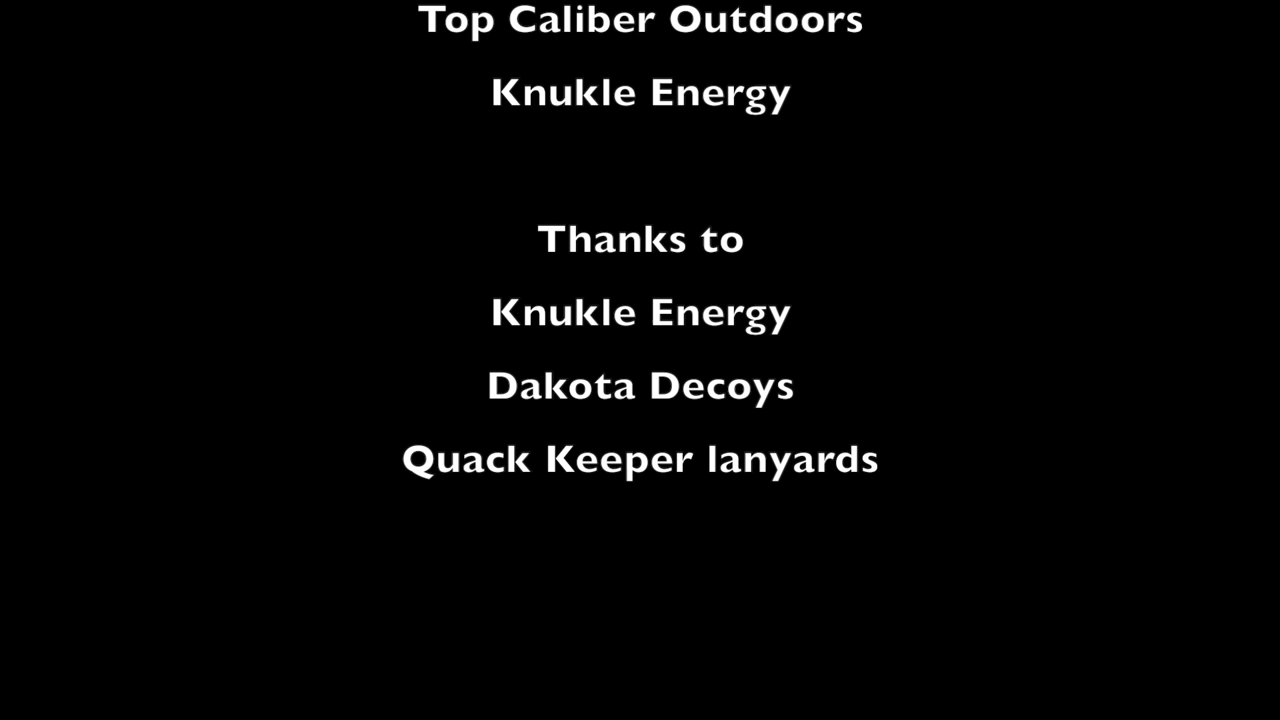 Top Caliber Outdoors
Knukle Energy
Thanks to
Knukle Energy
Dakota Decoys
Quack Keeper lanyards